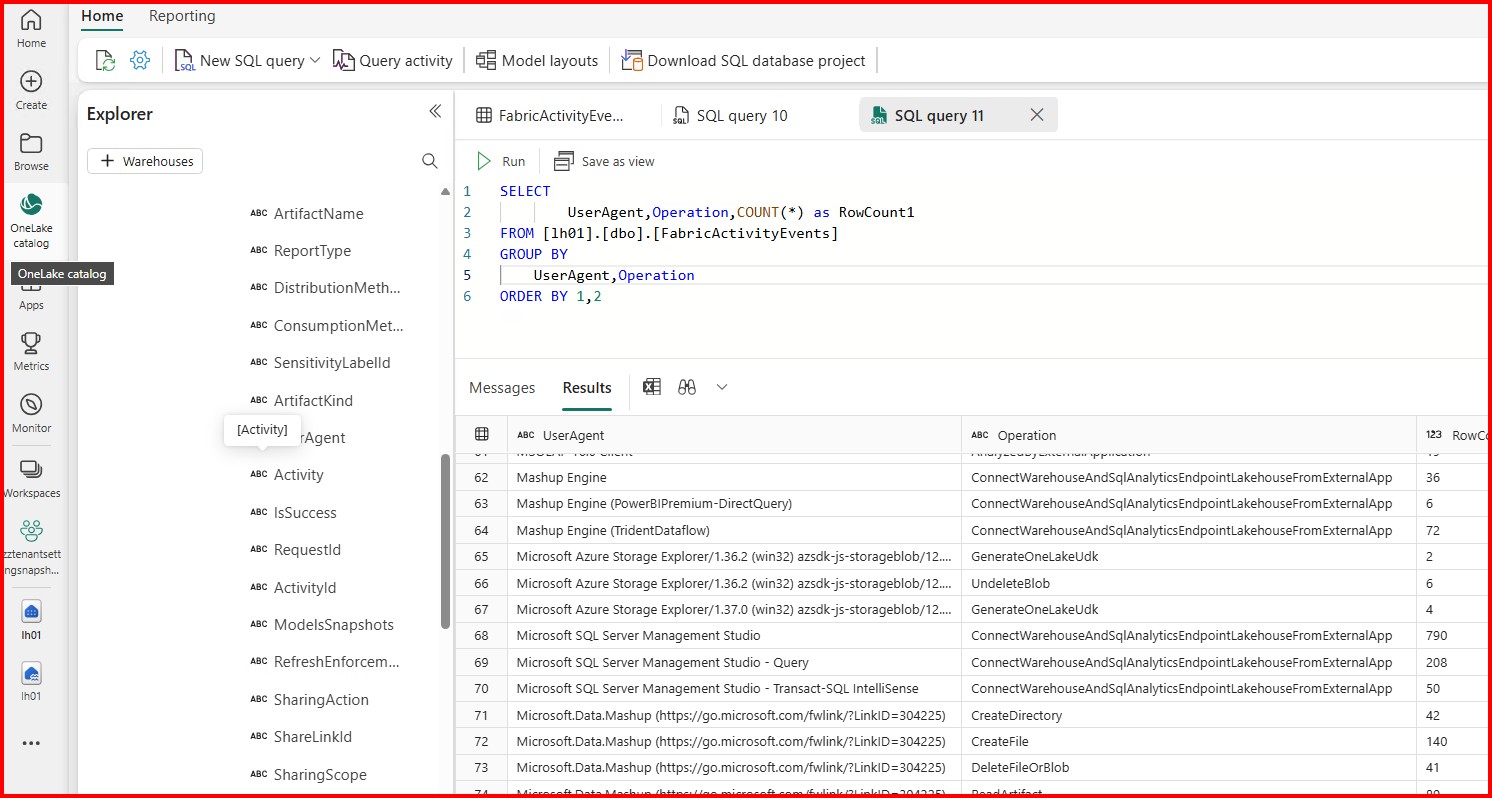 Home
Reporting
New SQL query
Query activity
Model layouts
Download SQL database project
Home
Create
Browse
OneLake
catalog
OneLake catalog
Apps
Metrics
Monitor
Workspaces
zztenantsett
ngsnapsh...
lh01
lh01
Explorer
Warehouses
ABC ArtifactName
ABC ReportType
ABC DistributionMeth...
ABC ConsumptionMet...
ABC SensitivityLabelId
ABC ArtifactKind
[Activity]
rAgent
ABC Activity
ABC IsSuccess
ABC RequestId
ABC ActivityId
ABC ModelsSnapshots
ABC RefreshEnforcem...
ABC SharingAction
ABC ShareLinkId
ABC SharingScope
FabricActivityEve...
SQL query 10
SQL query 11
Run
Save as view
1 SELECT
2 UserAgent,Operation,COUNT(*) as RowCount1
3 FROM [lh01].[dbo].[FabricActivityEvents]
4 GROUP BY
5 UserAgent,Operation
6 ORDER BY 1,2
Messages
Results
ABC UserAgent ABC Operation 123 RowCo
62 Mashup Engine ConnectWarehouseAndSqlAnalyticsEndpointLakehouseFromExternalApp 36
63 Mashup Engine (PowerBIPremium-DirectQuery) ConnectWarehouseAndSqlAnalyticsEndpointLakehouseFromExternalApp 6
64 Mashup Engine (TridentDataflow) ConnectWarehouseAndSqlAnalyticsEndpointLakehouseFromExternalApp 72
65 Microsoft Azure Storage Explorer/1.36.2 (win32) azsdk-js-storageblob/12.... GenerateOneLakeUdk 2
66 Microsoft Azure Storage Explorer/1.36.2 (win32) azsdk-js-storageblob/12.... UndeleteBlob 6
67 Microsoft Azure Storage Explorer/1.37.0 (win32) azsdk-js-storageblob/12.... GenerateOneLakeUdk 4
68 Microsoft SQL Server Management Studio ConnectWarehouseAndSqlAnalyticsEndpointLakehouseFromExternalApp 790
69 Microsoft SQL Server Management Studio - Query ConnectWarehouseAndSqlAnalyticsEndpointLakehouseFromExternalApp 208
70 Microsoft SQL Server Management Studio - Transact-SQL IntelliSense ConnectWarehouseAndSqlAnalyticsEndpointLakehouseFromExternalApp 50
71 Microsoft.Data.Mashup (https://go.microsoft.com/fwlink/?LinkID=304225) CreateDirectory 42
72 Microsoft.Data.Mashup (https://go.microsoft.com/fwlink/?LinkID=304225) CreateFile 140
73 Microsoft.Data.Mashup (https://go.microsoft.com/fwlink/?LinkID=304225) DeleteFileOrBlob 41